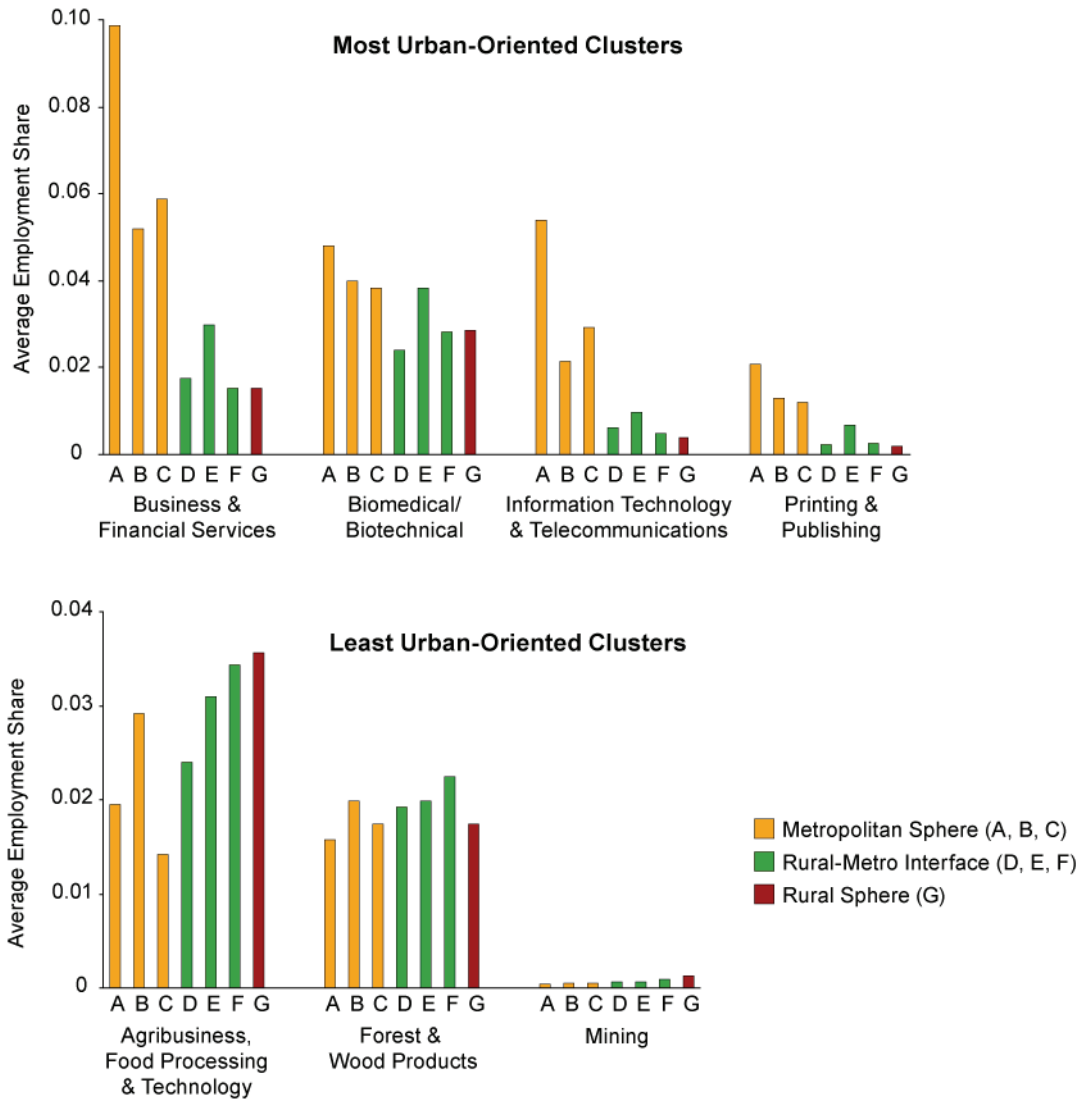 Most Urban-Oriented Clusters
Average Employment Share
0.10
0.08
0.06
0.04
0.02
0
A B C D E F G
A B C D E F G
A B C D E F G
A B C D E F G
Business &
Financial Services
Biomedical/
Biotechnical
Information Technology
& Telecommunications
Printing &
Publishing
Least Urban-Oriented Clusters
Average Employment Share
0.04
0.03
0.02
0.01
0
A B C D E F G
A B C D E F G
A B C D E F G
Agribusiness,
Food Processing
& Technology
Forest &
Wood Products
Mining
Metropolitan Sphere (A, B, C)
Rural-Metro Interface (D, E, F)
Rural Sphere (G)